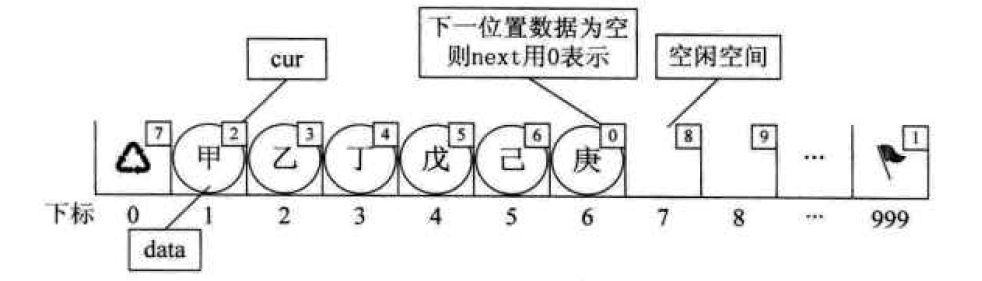 下一位置数据为空
则next用0表示
cur
空闲空间
7 2 3 4 5 6 0 8 9 1
甲 乙 丁 戊 己 庚 …
下标 0 1 2 3 4 5 6 7 8 … 999
data